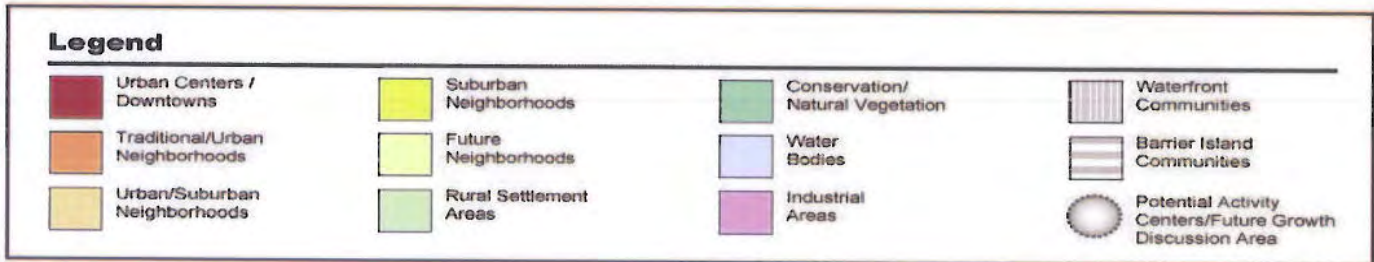 Legend
Urban Centers /
Downtowns
Traditional/Urban
Neighborhoods
Urban/Suburban
Neighborhoods
Suburban
Neighborhoods
Future
Neighborhoods
Rural Settlement
Areas
Conservation/
Natural Vegetation
Water
Bodies
Industrial
Areas
Waterfront
Communities
Barrier Island
Communities
Potential Activity
Centers/Future Growth
Discussion Area